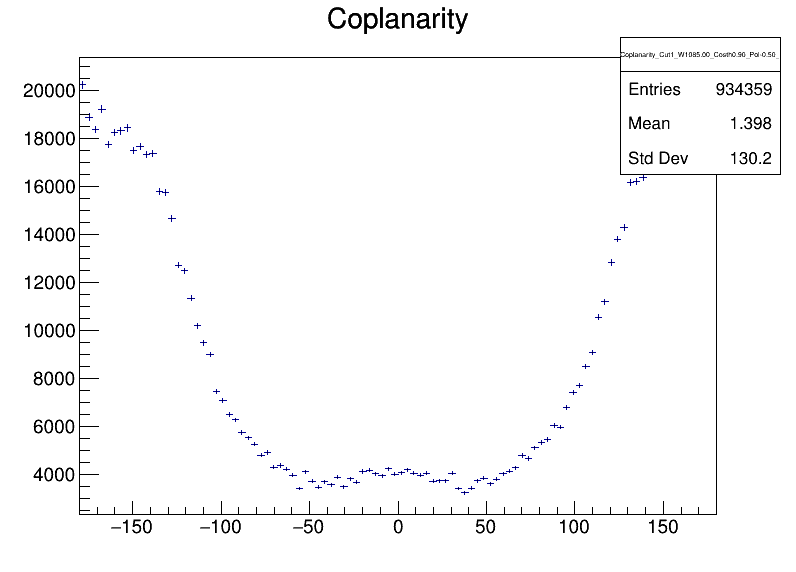 Coplanarity
Coplanarity_Cut1_W1085.00_Costh0.90_Pol-0.50_
Entries 934359
Mean 1.398
Std Dev 130.2
20000
18000
16000
14000
12000
10000
8000
6000
4000
−150 −100 −50 0 50 100 150